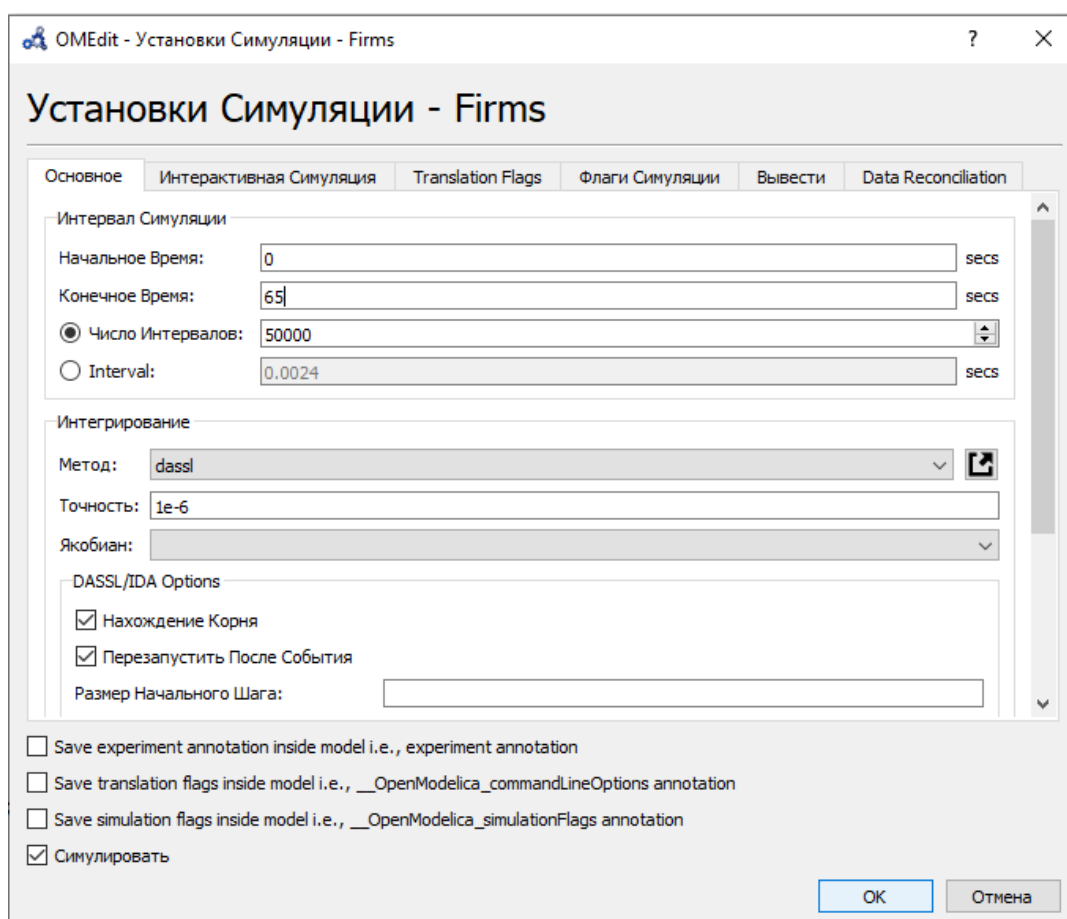 OMEdit - Установки Симуляции - Firms ?
Установки Симуляции - Firms
Основное Интерактивная Симуляция Translation Flags Флаги Симуляции Вывести Data Reconciliation
Интервал Симуляции
Начальное Время: 0 secs
Конечное Время: 65 secs
Число Интервалов: 50000
Interval: 0.0024 secs
Интегрирование
Метод: dassl
Точность: 1e-6
Якобиан:
DASSL/IDA Options
Нахождение Корня
Перезапустить После События
Размер Начального Шага:
Save experiment annotation inside model i.e., experiment annotation
Save translation flags inside model i.e., __OpenModelica_commandLineOptions annotation
Save simulation flags inside model i.e., __OpenModelica_simulationFlags annotation
Симулировать
OK Отмена